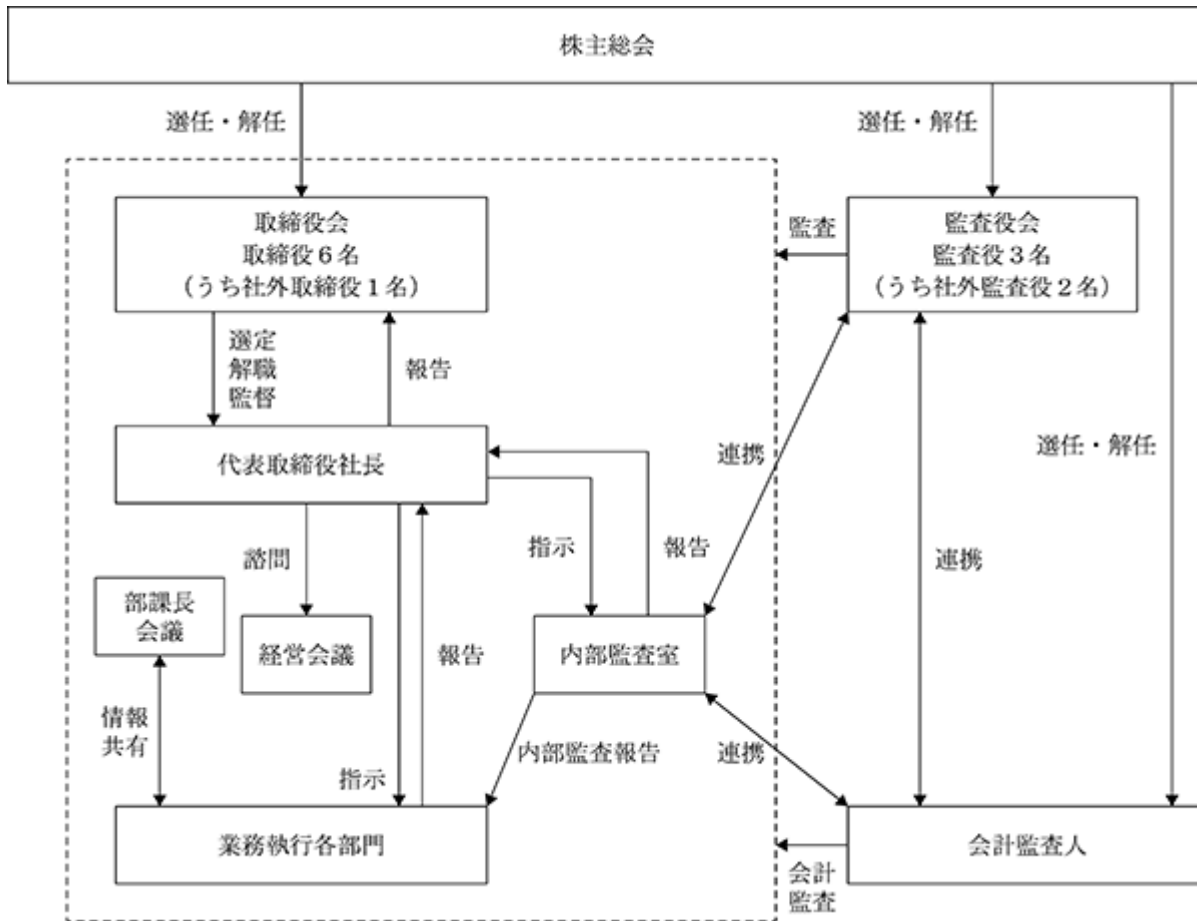 株主総会
選任・解任
選任・解任
取締役会
取締役6名
（うち社外取締役1名）
監査
監査役会
監査役3名
（うち社外監査役2名）
選定
解職
監督
報告
代表取締役社長
連携
選任・解任
諮問
指示
報告
連携
部課長
会議
経営会議
報告
内部監査室
情報
共有
指示
内部監査報告
連携
業務執行各部門
会計監査人
会計
監査